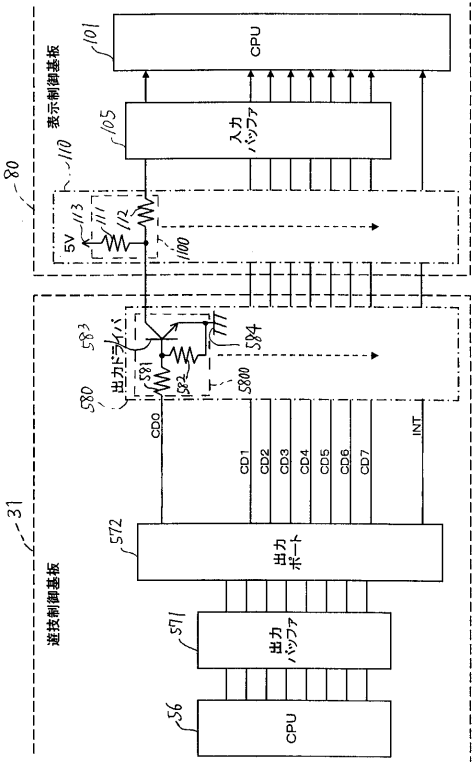 遊技制御基板
31
56
CPU
571
出力
バッファ
572
出力
ポート
CD0
CD1
CD2
CD3
CD4
CD5
CD6
CD7
INT
580
出力ドライバ
581
582
583
584
5800
80
表示制御基板
110
5V
113
111
112
1100
105
入力
バッファ
101
CPU